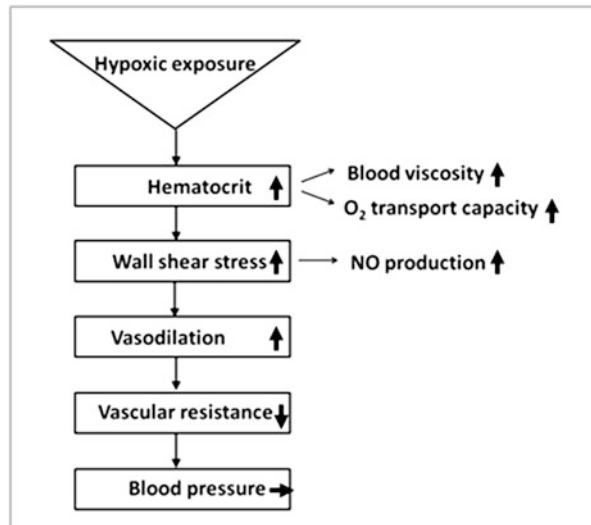 Hypoxic exposure
Hematocrit
Blood viscosity
O₂ transport capacity
Wall shear stress
NO production
Vasodilation
Vascular resistance
Blood pressure